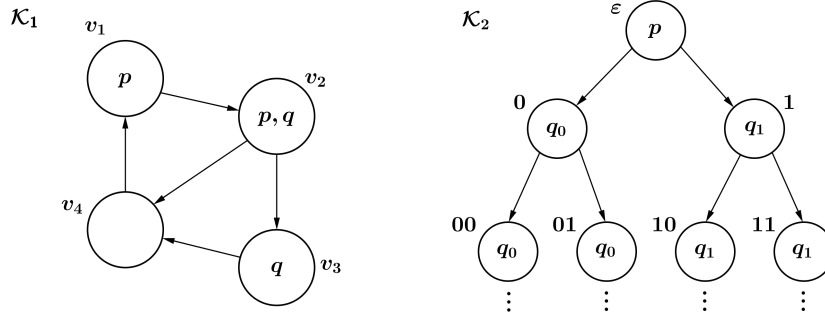 𝒦₁
v₁
p
v₂
p, q
v₄
v₃
q
𝒦₂
ε
p
0
q₀
1
q₁
00
q₀
01
q₀
10
q₁
11
q₁
⋮ ⋮ ⋮ ⋮